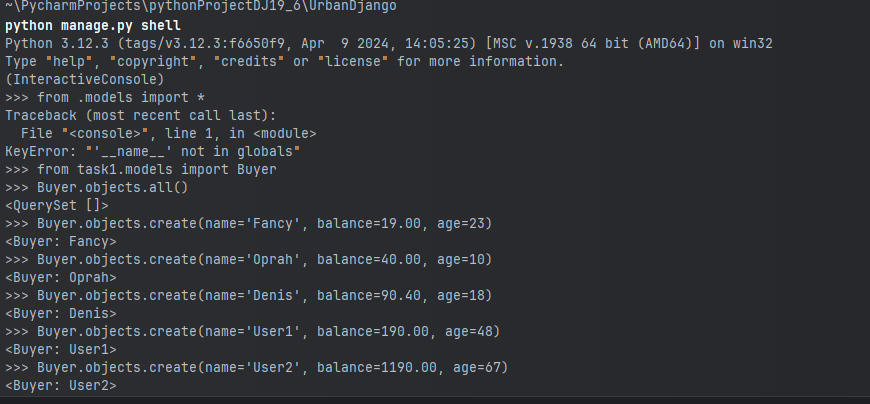 ~\PycharmProjects\pythonProjectDJ19_6\UrbanDjango
python manage.py shell
Python 3.12.3 (tags/v3.12.3:f6650f9, Apr  9 2024, 14:05:25) [MSC v.1938 64 bit (AMD64)] on win32
Type "help", "copyright", "credits" or "license" for more information.
(InteractiveConsole)
>>> from .models import *
Traceback (most recent call last):
  File "<console>", line 1, in <module>
KeyError: "'__name__' not in globals"
>>> from task1.models import Buyer
>>> Buyer.objects.all()
<QuerySet []>
>>> Buyer.objects.create(name='Fancy', balance=19.00, age=23)
<Buyer: Fancy>
>>> Buyer.objects.create(name='Oprah', balance=40.00, age=10)
<Buyer: Oprah>
>>> Buyer.objects.create(name='Denis', balance=90.40, age=18)
<Buyer: Denis>
>>> Buyer.objects.create(name='User1', balance=190.00, age=48)
<Buyer: User1>
>>> Buyer.objects.create(name='User2', balance=1190.00, age=67)
<Buyer: User2>